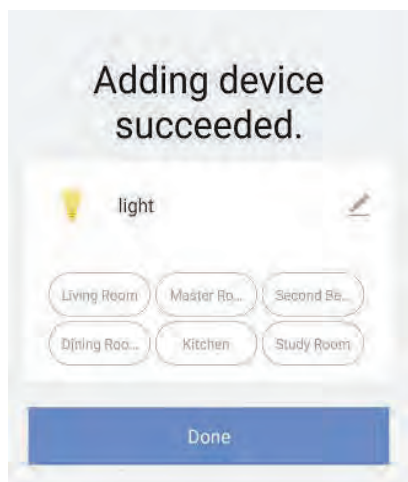 Adding device
succeeded.
light
Living Room Master Ro... Second Be...
Dining Roo... Kitchen Study Room
Done